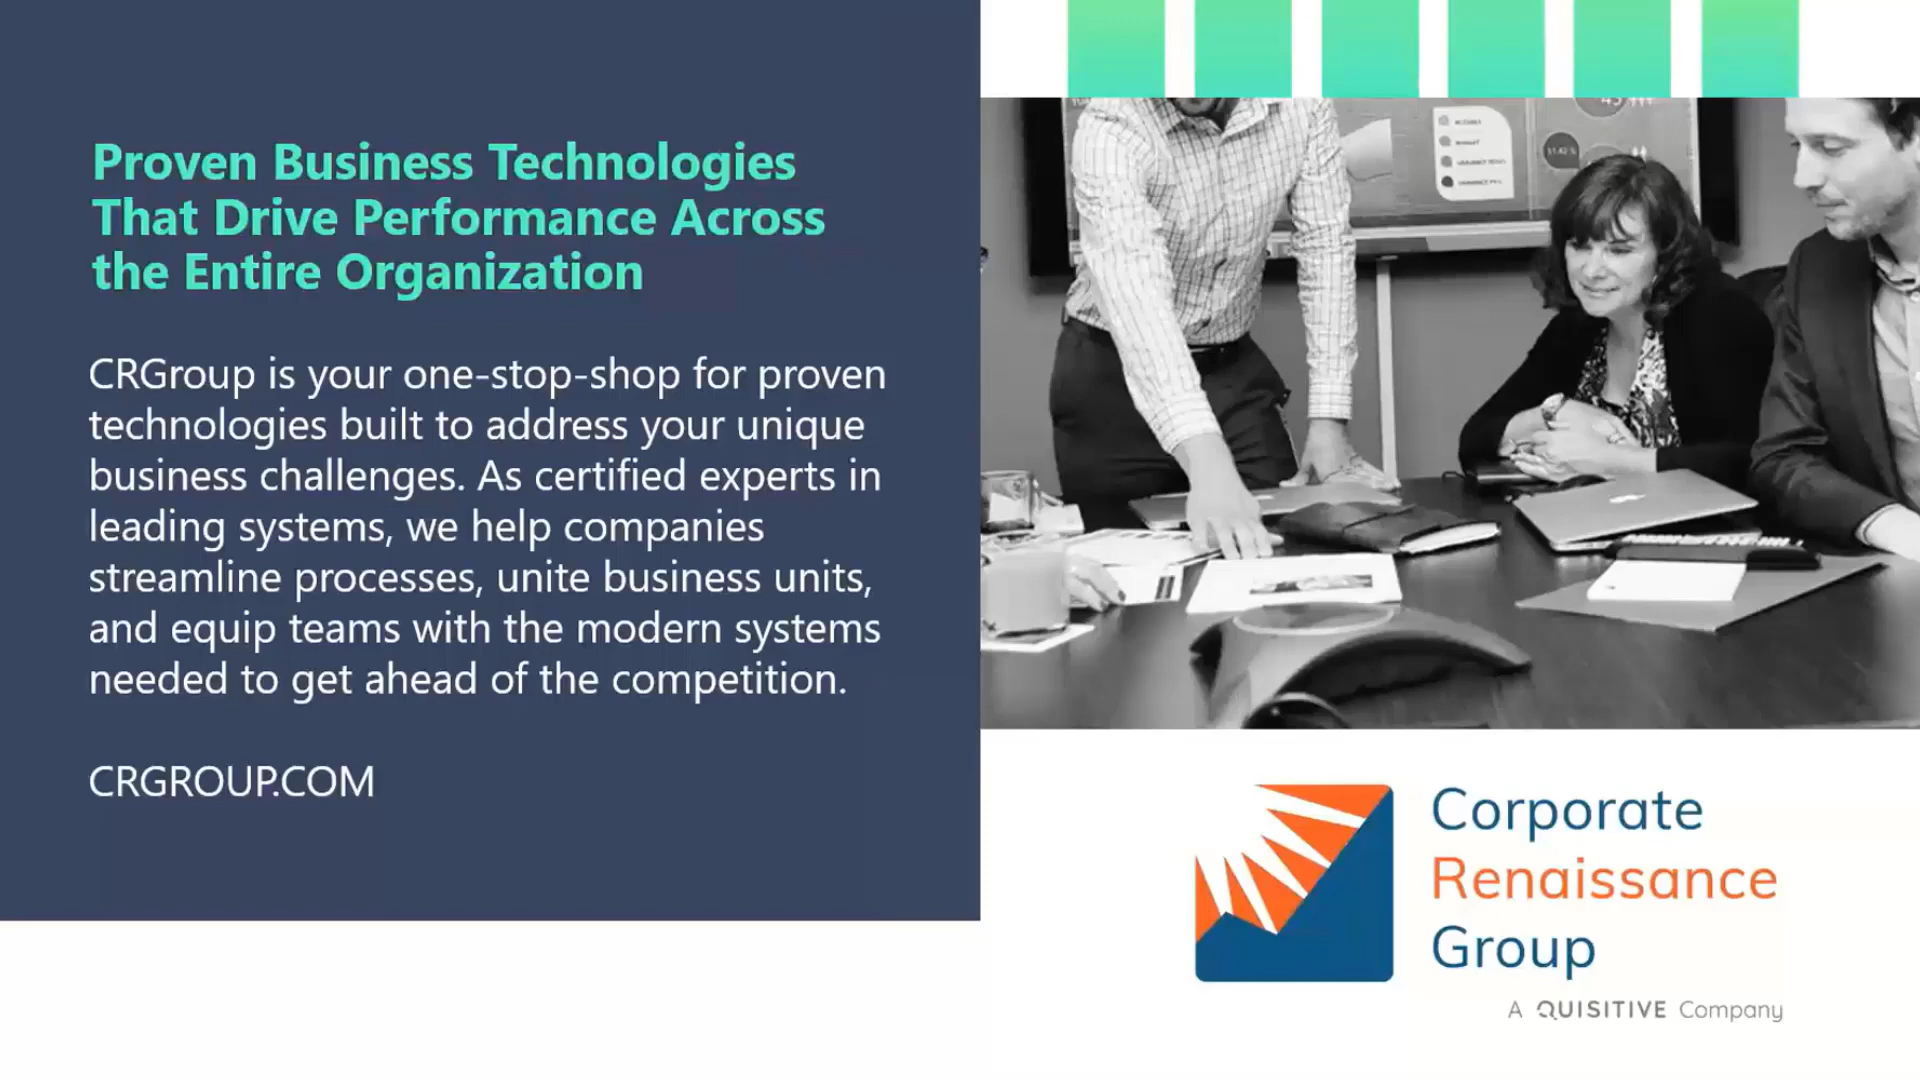 Proven Business Technologies
That Drive Performance Across
the Entire Organization
CRGroup is your one-stop-shop for proven
technologies built to address your unique
business challenges. As certified experts in
leading systems, we help companies
streamline processes, unite business units,
and equip teams with the modern systems
needed to get ahead of the competition.
CRGROUP.COM
Corporate
Renaissance
Group
A QUISITIVE Company